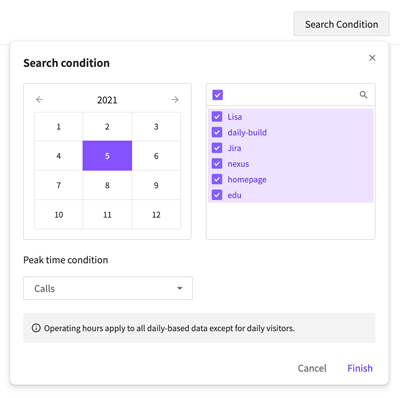 Search Condition
Search condition
2021
1 2 3
4 5 6
7 8 9
10 11 12
Lisa
daily-build
Jira
nexus
homepage
edu
Peak time condition
Calls
Operating hours apply to all daily-based data except for daily visitors.
Cancel Finish